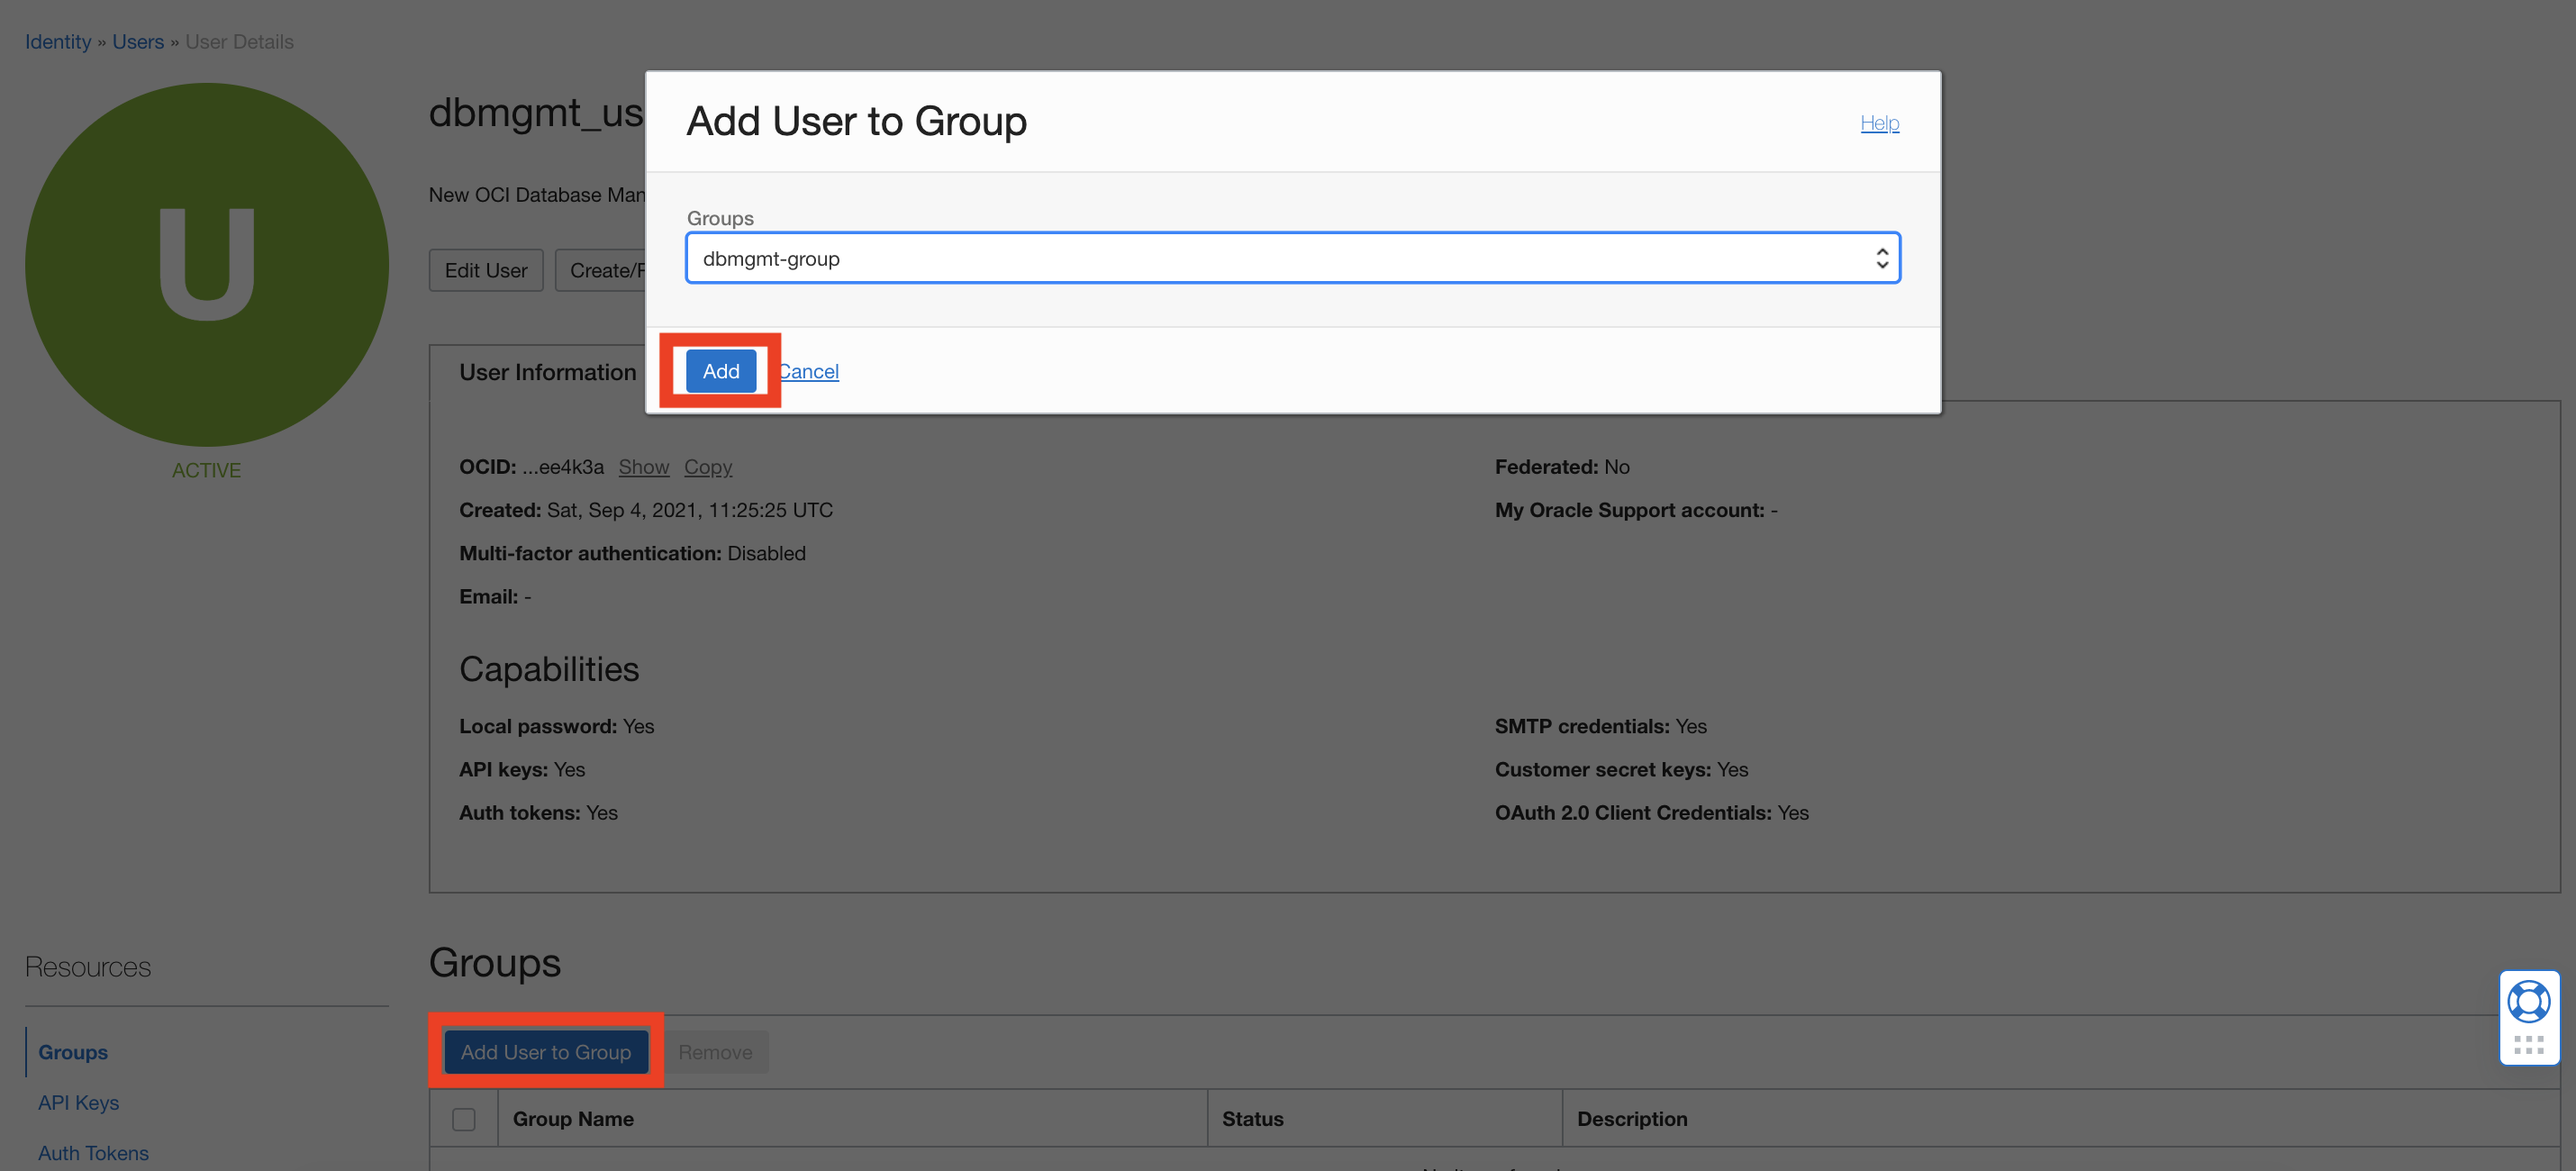 Identity » Users » User Details
U
ACTIVE
dbmgmt_us
New OCI Database Man
Edit User
Create/
Add User to Group
Help
Groups
dbmgmt-group
Add
Cancel
User Information
OCID: ...ee4k3a Show Copy
Created: Sat, Sep 4, 2021, 11:25:25 UTC
Multi-factor authentication: Disabled
Email: -
Federated: No
My Oracle Support account: -
Capabilities
Local password: Yes
API keys: Yes
Auth tokens: Yes
SMTP credentials: Yes
Customer secret keys: Yes
OAuth 2.0 Client Credentials: Yes
Resources
Groups
API Keys
Auth Tokens
Groups
Add User to Group
Remove
Group Name
Status
Description